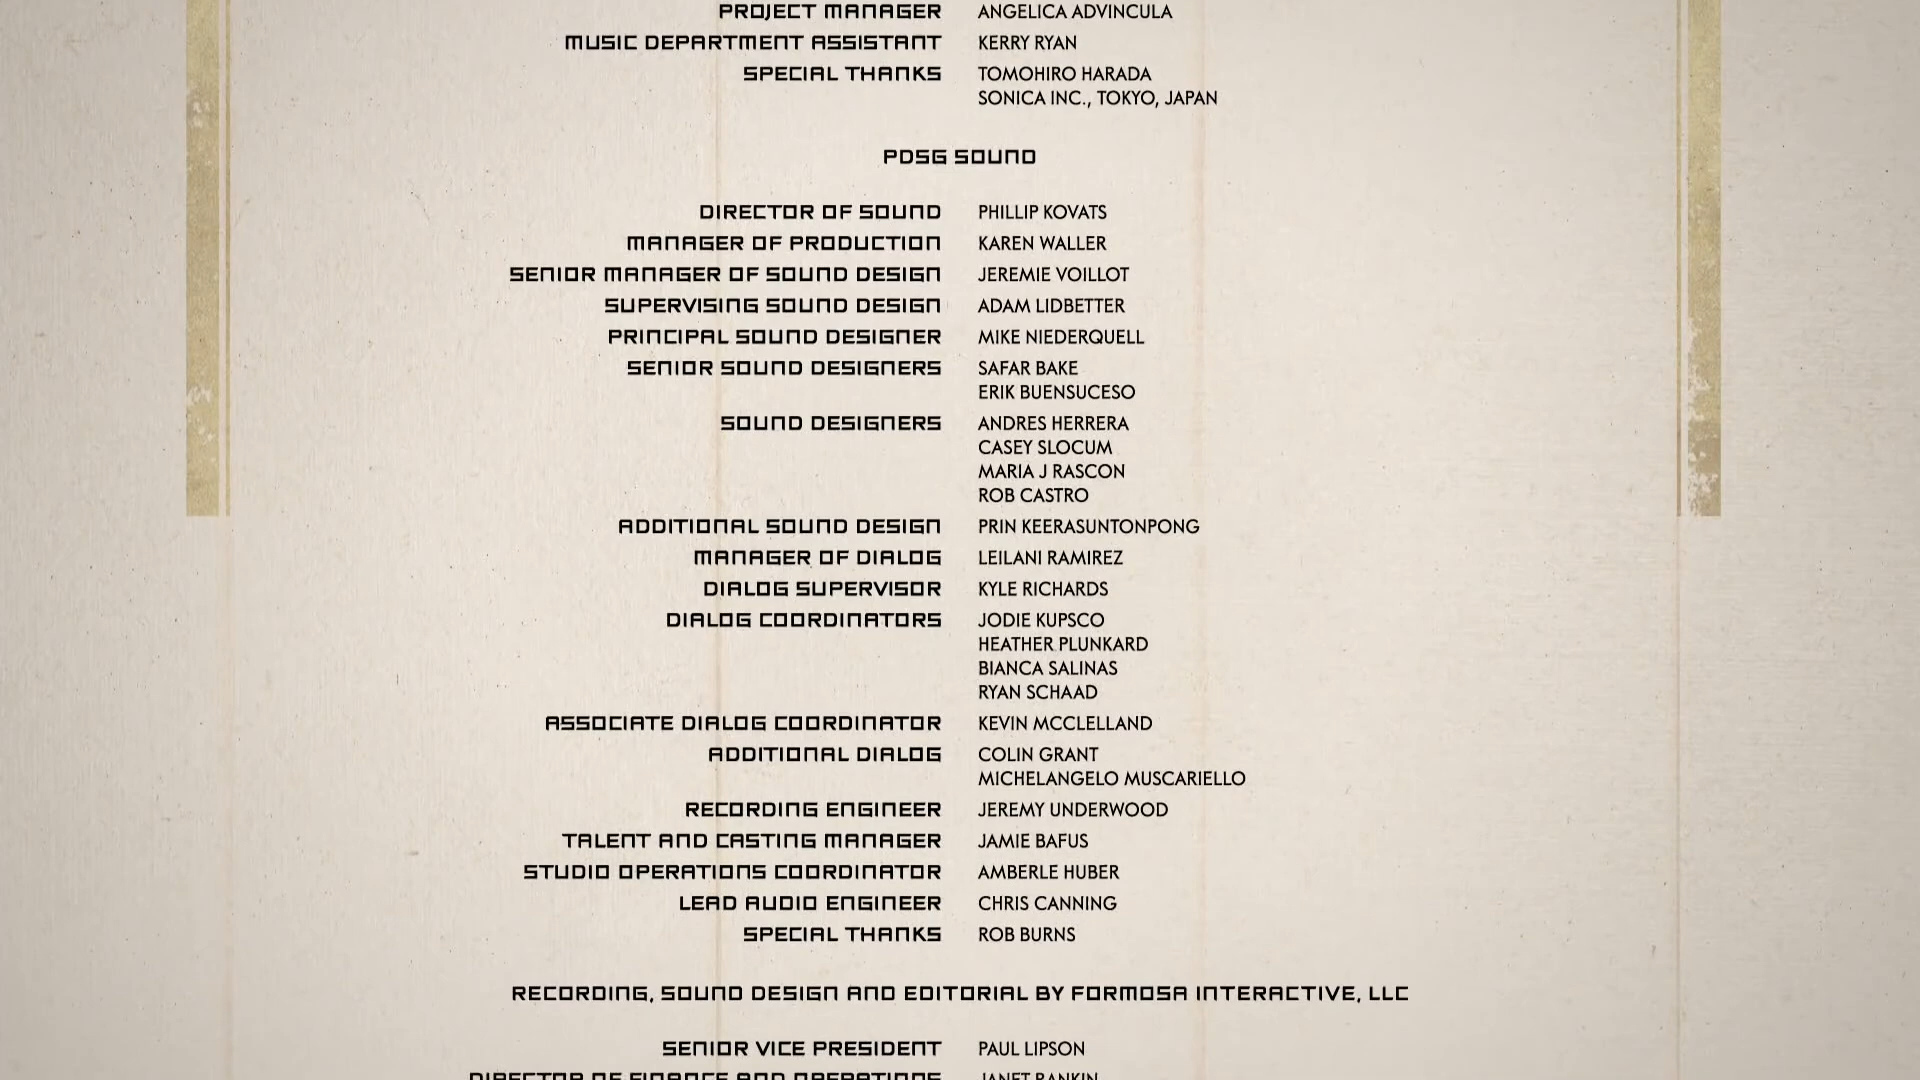 PROJECT MANAGER ANGELICA ADVINCULA
MUSIC DEPARTMENT ASSISTANT KERRY RYAN
SPECIAL THANKS TOMOHIRO HARADA
SONICA INC., TOKYO, JAPAN
PDSG SOUND
DIRECTOR OF SOUND PHILLIP KOVATS
MANAGER OF PRODUCTION KAREN WALLER
SENIOR MANAGER OF SOUND DESIGN JEREMIE VOILLOT
SUPERVISING SOUND DESIGN ADAM LIDBETTER
PRINCIPAL SOUND DESIGNER MIKE NIEDERQUELL
SENIOR SOUND DESIGNERS SAFAR BAKE
ERIK BUENSUCESO
SOUND DESIGNERS ANDRES HERRERA
CASEY SLOCUM
MARIA J RASCON
ROB CASTRO
ADDITIONAL SOUND DESIGN PRIN KEERASUNTONPONG
MANAGER OF DIALOG LEILANI RAMIREZ
DIALOG SUPERVISOR KYLE RICHARDS
DIALOG COORDINATORS JODIE KUPSCO
HEATHER PLUNKARD
BIANCA SALINAS
RYAN SCHAAD
ASSOCIATE DIALOG COORDINATOR KEVIN MCCLELLAND
ADDITIONAL DIALOG COLIN GRANT
MICHELANGELO MUSCARIELLO
RECORDING ENGINEER JEREMY UNDERWOOD
TALENT AND CASTING MANAGER JAMIE BAFUS
STUDIO OPERATIONS COORDINATOR AMBERLE HUBER
LEAD AUDIO ENGINEER CHRIS CANNING
SPECIAL THANKS ROB BURNS
RECORDING, SOUND DESIGN AND EDITORIAL BY FORMOSA INTERACTIVE, LLC
SENIOR VICE PRESIDENT PAUL LIPSON
DIRECTOR OF FINANCE AND OPERATIONS JANET RANKIN